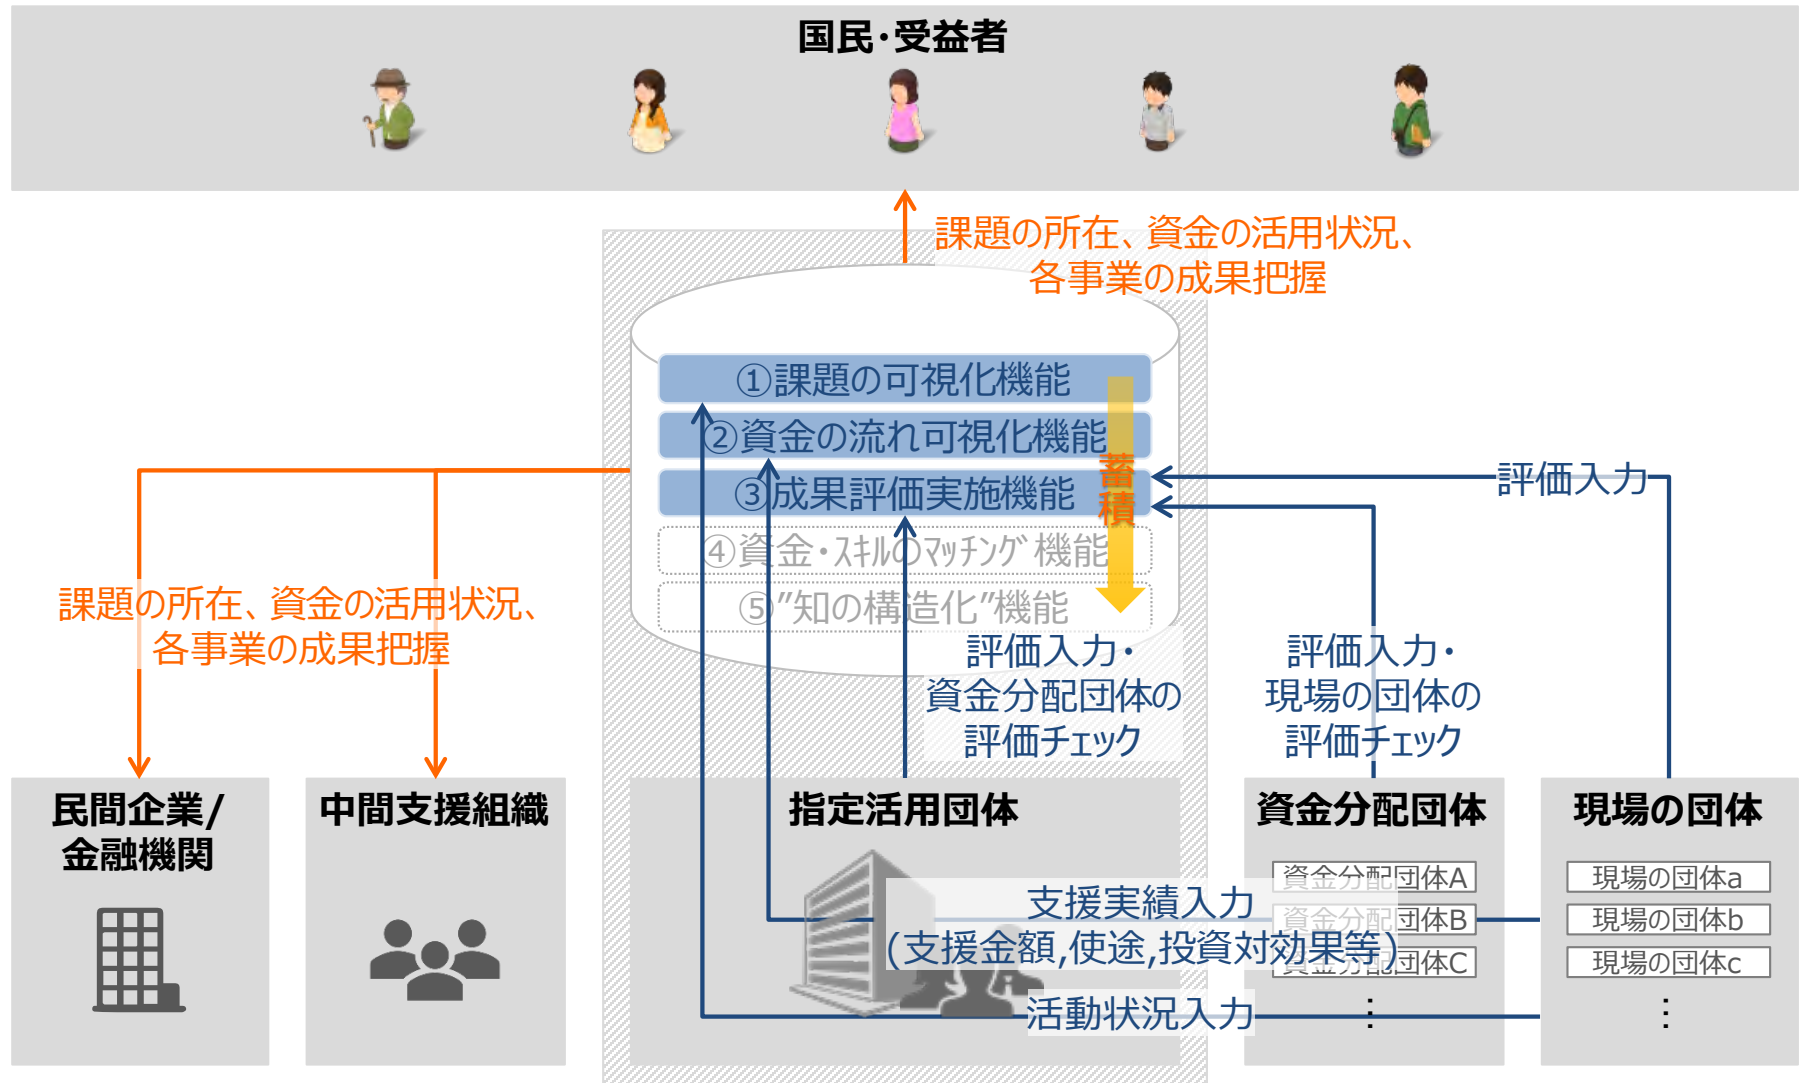 国民・受益者
課題の所在、資金の活用状況、
各事業の成果把握
①課題の可視化機能
②資金の流れ可視化機能
③成果評価実施機能
④資金・ｽｷﾙのﾏｯﾁﾝｸﾞ機能
⑤”知の構造化”機能
蓄積
評価入力
課題の所在、資金の活用状況、
各事業の成果把握
評価入力・
資金分配団体の
評価チェック
評価入力・
現場の団体の
評価チェック
民間企業/
金融機関
中間支援組織
指定活用団体
資金分配団体
資金分配団体A
資金分配団体B
資金分配団体C
⋮
現場の団体
現場の団体a
現場の団体b
現場の団体c
⋮
支援実績入力
(支援金額,使途,投資対効果等)
活動状況入力